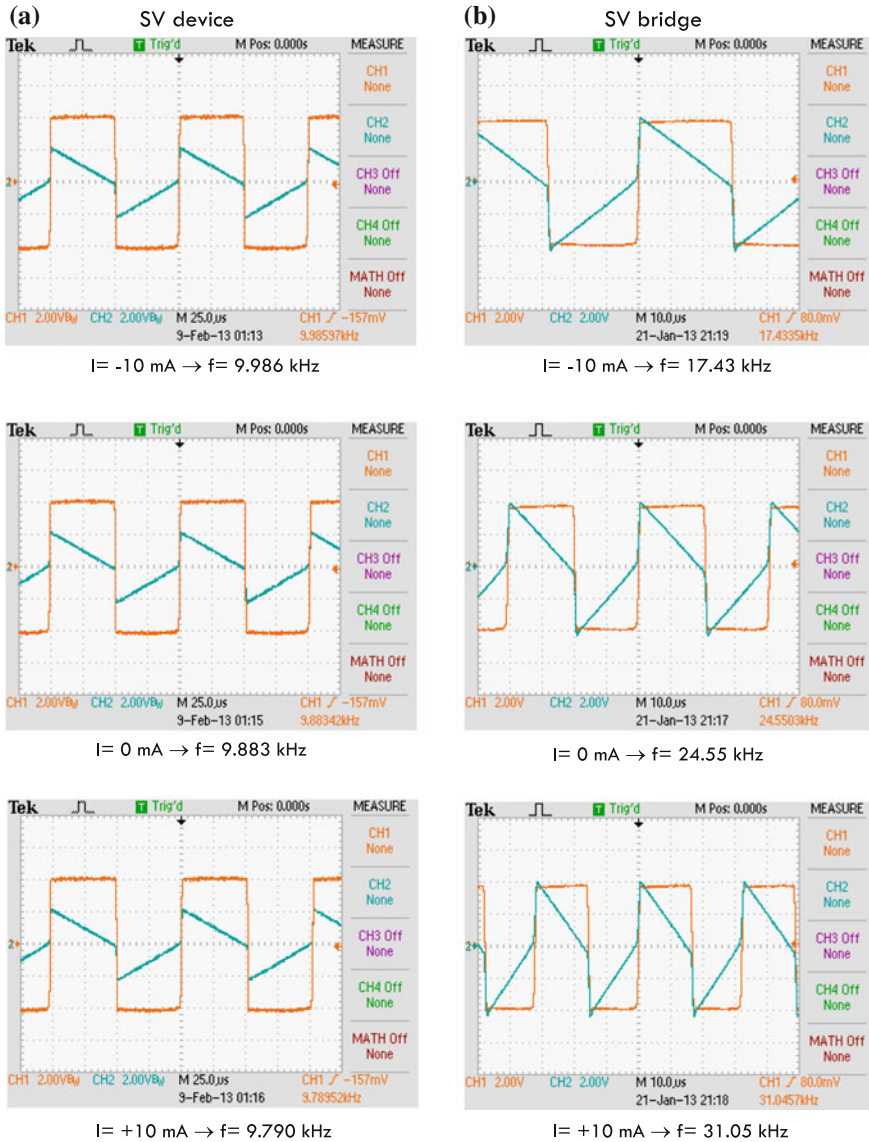 (a) SV device
Tek Trig'd M Pos: 0.000s MEASURE
CH1
None
CH2
None
CH3 Off
None
CH4 Off
None
MATH Off
None
2
CH1 2.00VBW CH2 2.00VBW M 25.0µs CH1 -157mV
9-Feb-13 01:13 9.98597kHz
I= -10 mA → f= 9.986 kHz
Tek Trig'd M Pos: 0.000s MEASURE
CH1
None
CH2
None
CH3 Off
None
CH4 Off
None
MATH Off
None
2
CH1 2.00VBW CH2 2.00VBW M 25.0µs CH1 -157mV
9-Feb-13 01:15 9.88342kHz
I= 0 mA → f= 9.883 kHz
Tek Trig'd M Pos: 0.000s MEASURE
CH1
None
CH2
None
CH3 Off
None
CH4 Off
None
MATH Off
None
2
CH1 2.00VBW CH2 2.00VBW M 25.0µs CH1 -157mV
9-Feb-13 01:16 9.78952kHz
I= +10 mA → f= 9.790 kHz
(b) SV bridge
Tek T Trig'd M Pos: 0.000s MEASURE
CH1
None
CH2
None
CH3 Off
None
CH4 Off
None
MATH Off
None
2
CH1 2.00V CH2 2.00V M 10.0µs CH1 80.0mV
21-Jan-13 21:19 17.4335kHz
I= -10 mA → f= 17.43 kHz
Tek T Trig'd M Pos: 0.000s MEASURE
CH1
None
CH2
None
CH3 Off
None
CH4 Off
None
MATH Off
None
2
CH1 2.00V CH2 2.00V M 10.0µs CH1 80.0mV
21-Jan-13 21:17 24.5503kHz
I= 0 mA → f= 24.55 kHz
Tek T Trig'd M Pos: 0.000s MEASURE
CH1
None
CH2
None
CH3 Off
None
CH4 Off
None
MATH Off
None
2
CH1 2.00V CH2 2.00V M 10.0µs CH1 80.0mV
21-Jan-13 21:18 31.0457kHz
I= +10 mA → f= 31.05 kHz